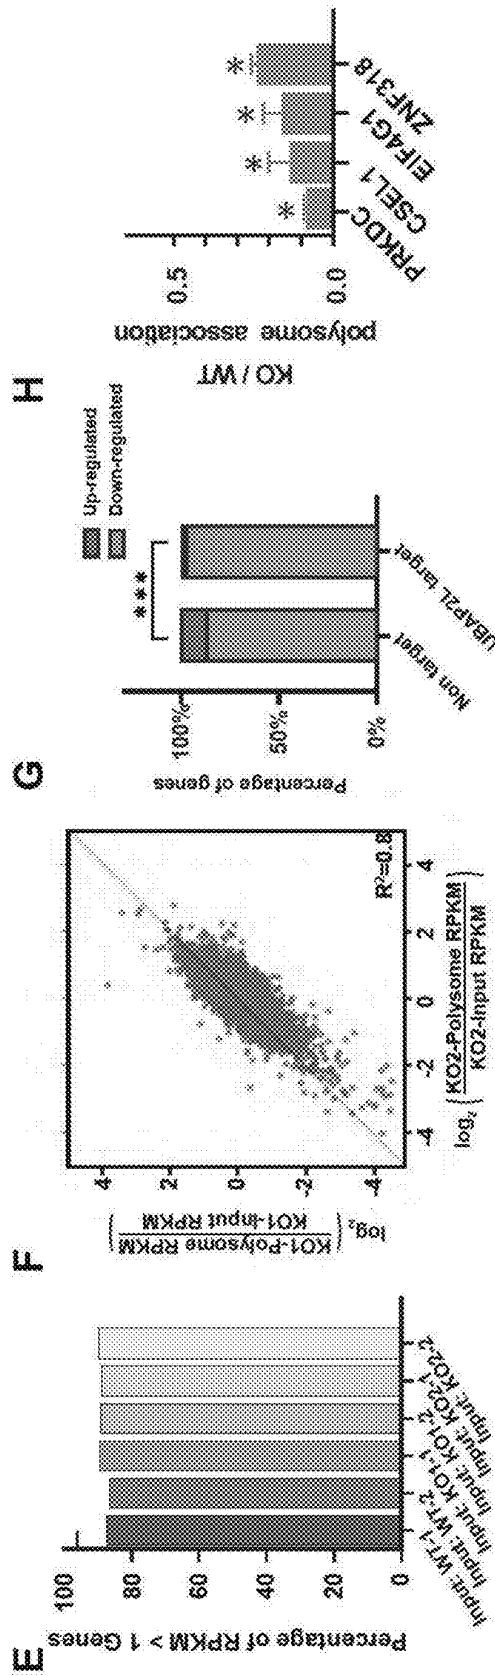 E
Percentage of RPKM > 1 Genes
100
80
60
40
20
0
Input: WT-1
Input: WT-2
Input: KO1-1
Input: KO1-2
Input: KO2-1
Input: KO2-2
F
log₂ ( KO1-Polysome RPKM
KO1-Input RPKM )
4
2
0
-2
-4
-4
-2
0
2
4
R²=0.8
log₂ ( KO2-Polysome RPKM
KO2-Input RPKM )
G
Percentage of genes
100%
50%
0%
***
Up-regulated
Down-regulated
Non target
UBAP2L target
H
KO / WT
polysome association
0.5
0.0
*
*
*
*
PRKDC
CSEL1
EIF4G1
ZNF318